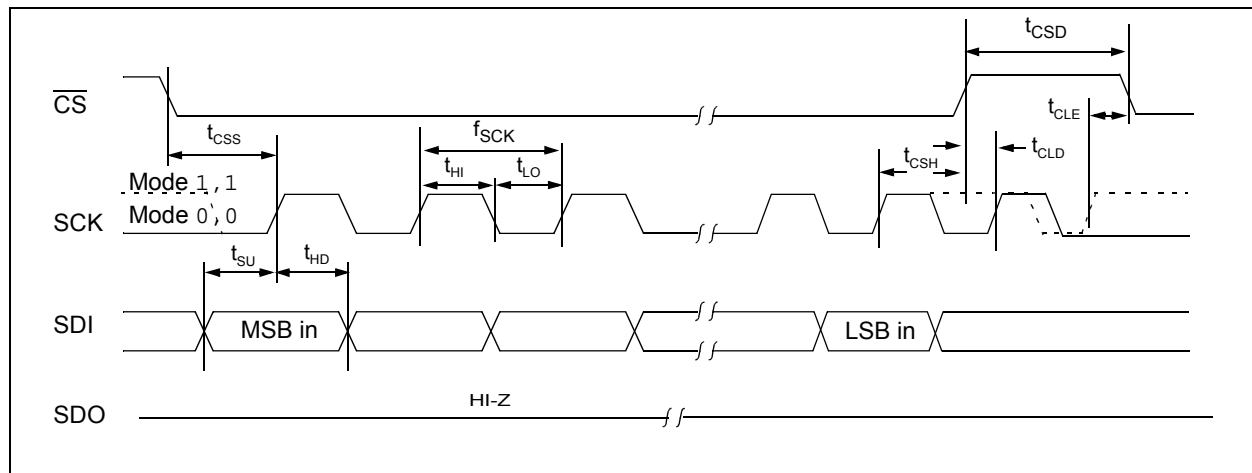 tCSD
CS
tCLE
tCSS
fSCK
tHI
tLO
tCSH
tCLD
Mode 1,1
Mode 0,0
SCK
tSU
tHD
SDI
MSB in
LSB in
HI-Z
SDO